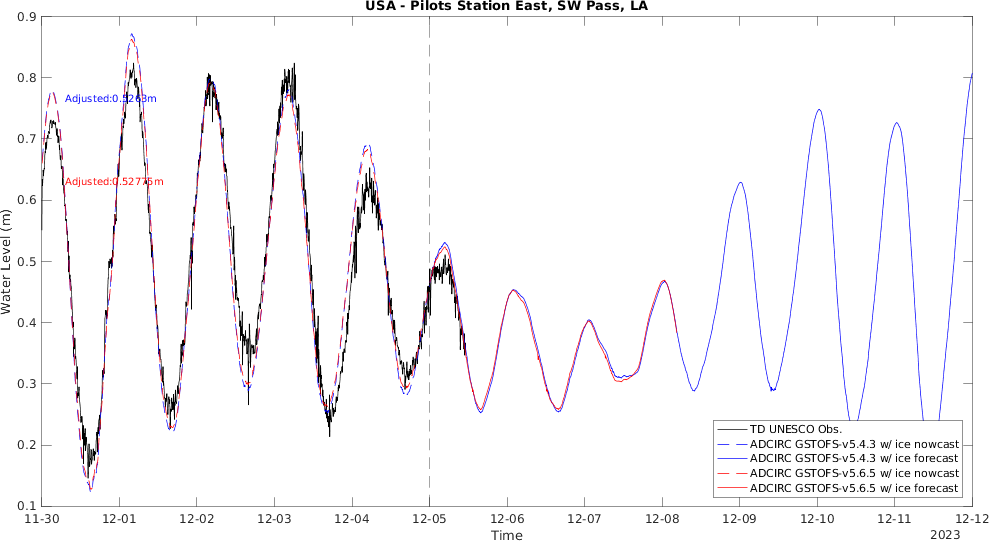 USA - Pilots Station East, SW Pass, LA
0.9
0.8
0.7
0.6
0.5
0.4
0.3
0.2
0.1
Water Level (m)
Adjusted:0.5263m
Adjusted:0.52775m
TD UNESCO Obs.
ADCIRC GSTOFS-v5.4.3 w/ ice nowcast
ADCIRC GSTOFS-v5.4.3 w/ ice forecast
ADCIRC GSTOFS-v5.6.5 w/ ice nowcast
ADCIRC GSTOFS-v5.6.5 w/ ice forecast
11-30 12-01 12-02 12-03 12-04 12-05 12-06 12-07 12-08 12-09 12-10 12-11 12-12
Time
2023